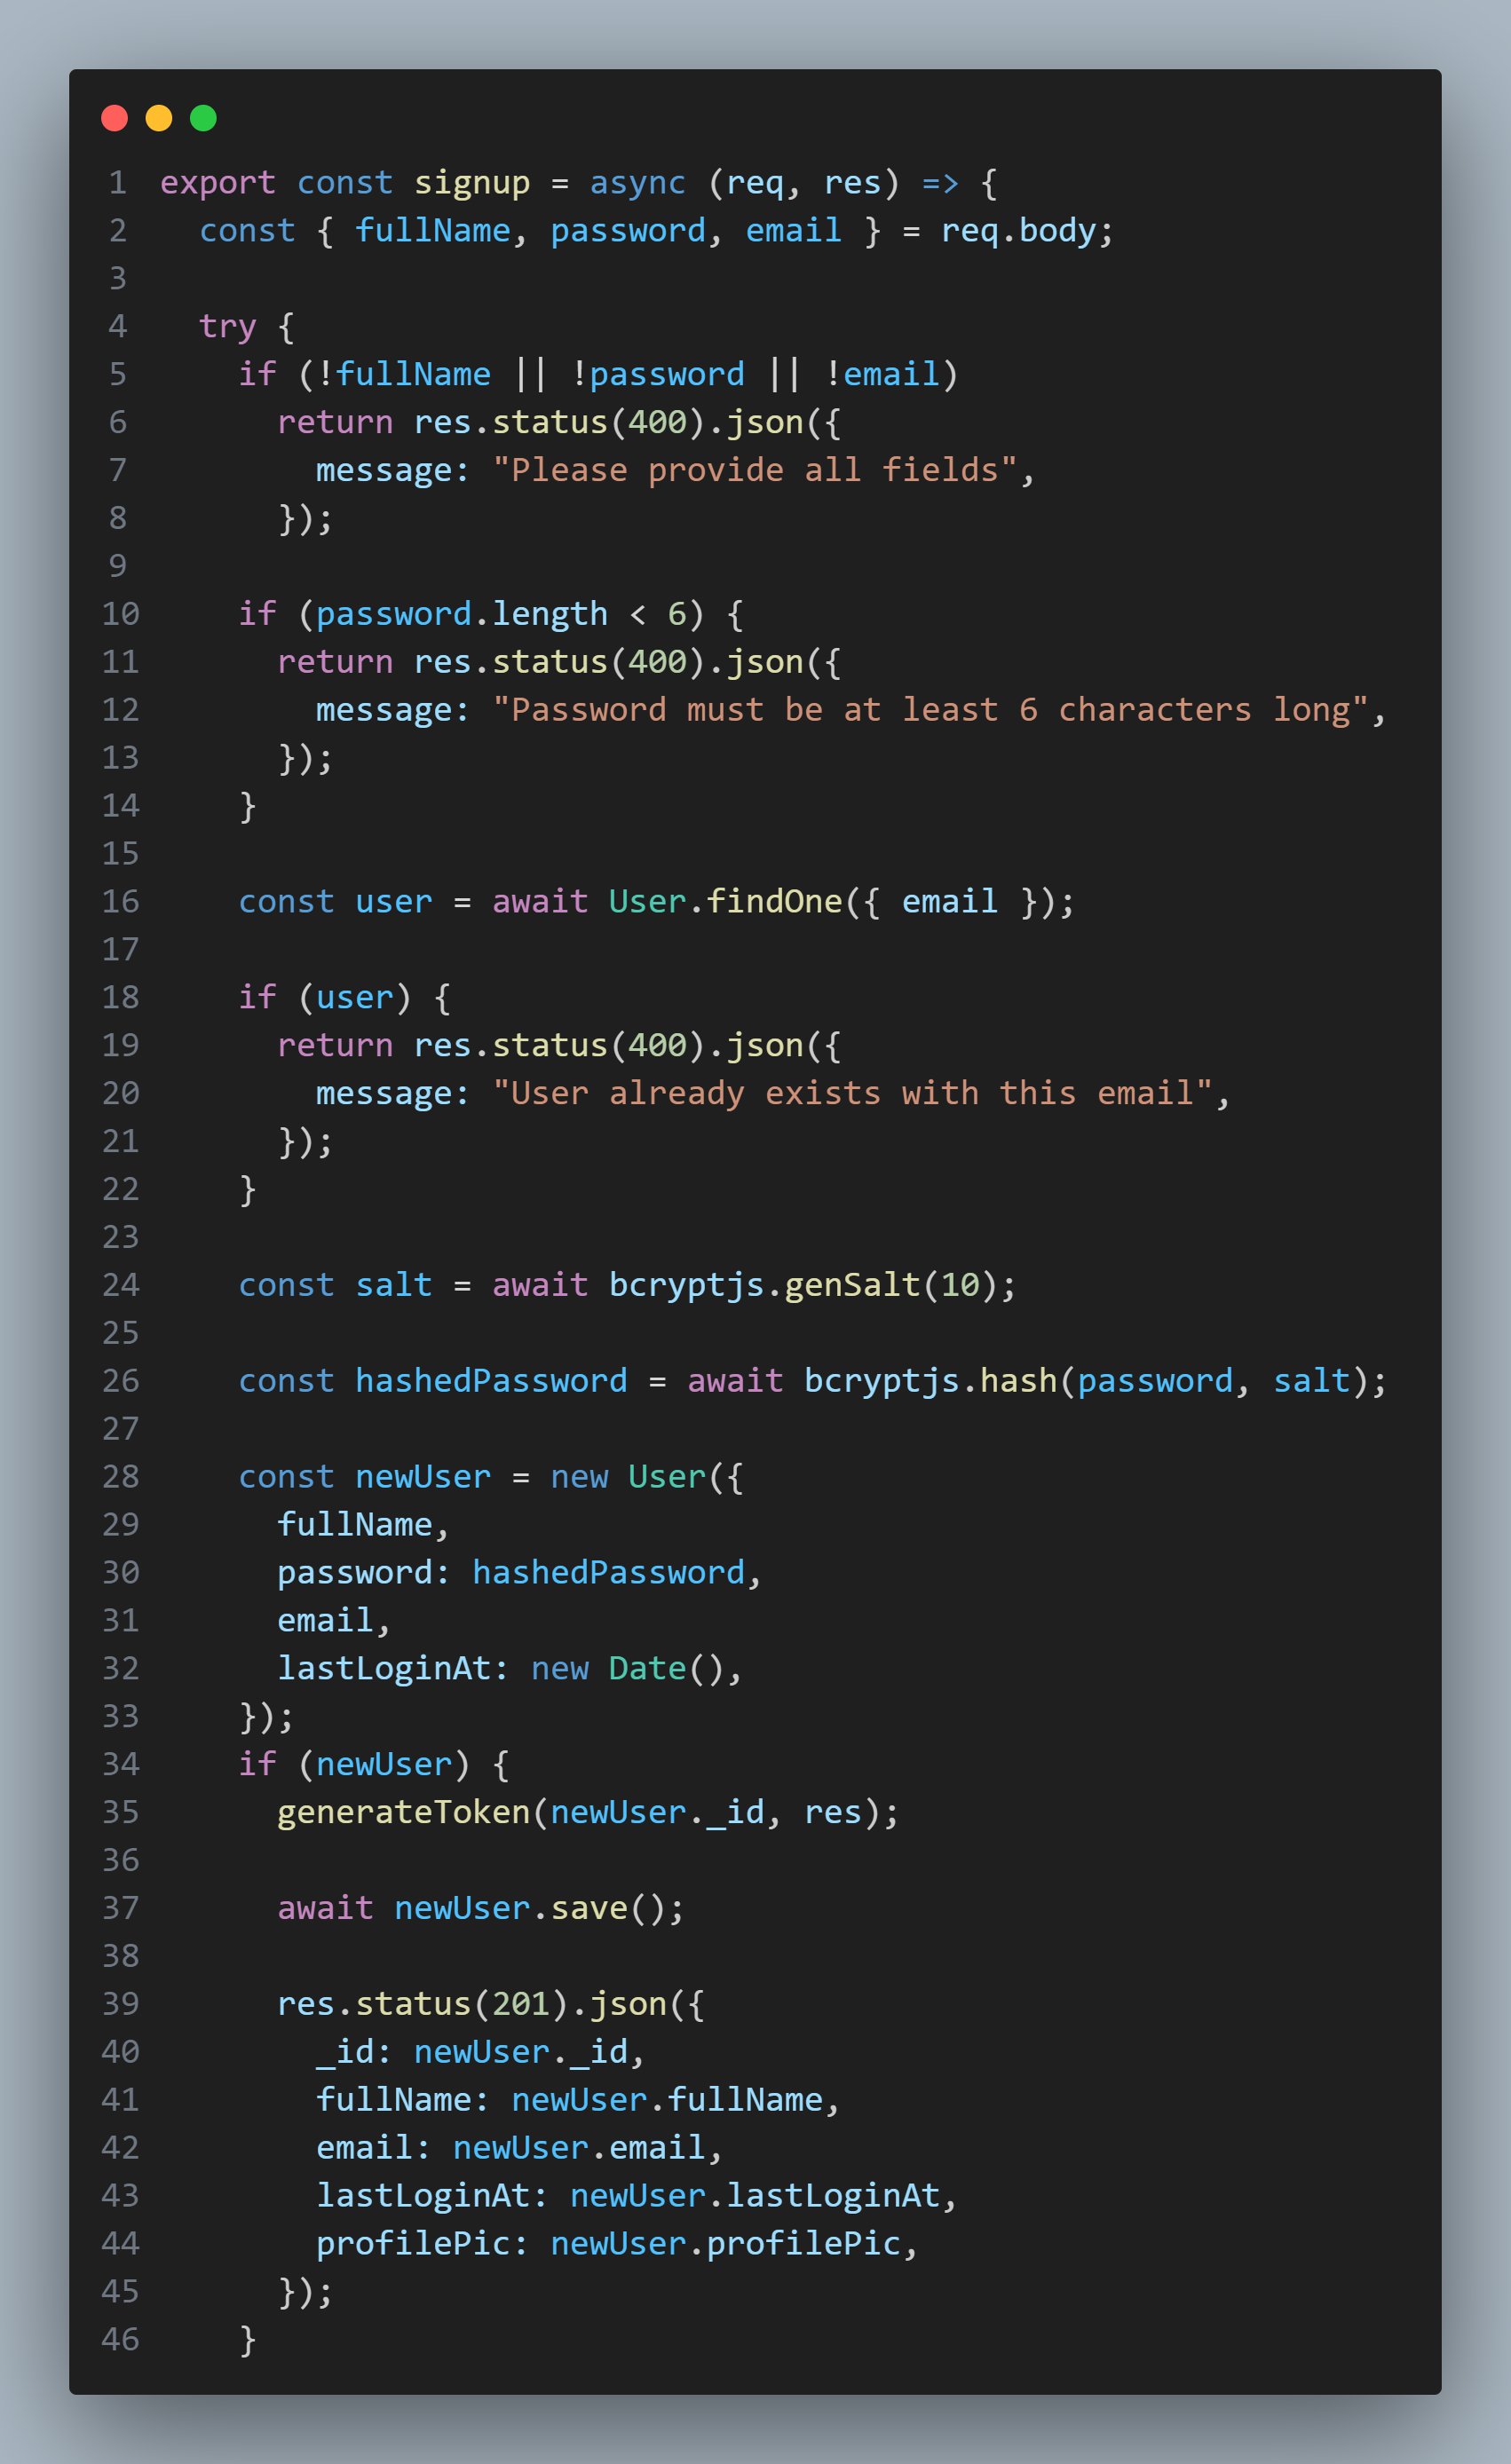 1 export const signup = async (req, res) => {
2   const { fullName, password, email } = req.body;
3
4   try {
5     if (!fullName || !password || !email)
6       return res.status(400).json({
7         message: "Please provide all fields",
8       });
9
10     if (password.length < 6) {
11       return res.status(400).json({
12         message: "Password must be at least 6 characters long",
13       });
14     }
15
16     const user = await User.findOne({ email });
17
18     if (user) {
19       return res.status(400).json({
20         message: "User already exists with this email",
21       });
22     }
23
24     const salt = await bcryptjs.genSalt(10);
25
26     const hashedPassword = await bcryptjs.hash(password, salt);
27
28     const newUser = new User({
29       fullName,
30       password: hashedPassword,
31       email,
32       lastLoginAt: new Date(),
33     });
34     if (newUser) {
35       generateToken(newUser._id, res);
36
37       await newUser.save();
38
39       res.status(201).json({
40         _id: newUser._id,
41         fullName: newUser.fullName,
42         email: newUser.email,
43         lastLoginAt: newUser.lastLoginAt,
44         profilePic: newUser.profilePic,
45       });
46     }